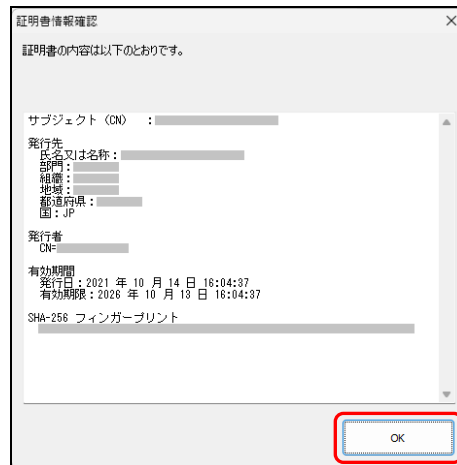 証明書情報確認
証明書の内容は以下のとおりです。
サブジェクト (CN) :
発行先
氏名又は名称:
部門:
組織:
地域:
都道府県:
国:JP
発行者
CN=
有効期間
発行日:2021 年 10 月 14 日 16:04:37
有効期限:2026 年 10 月 13 日 16:04:37
SHA-256 フィンガープリント
OK